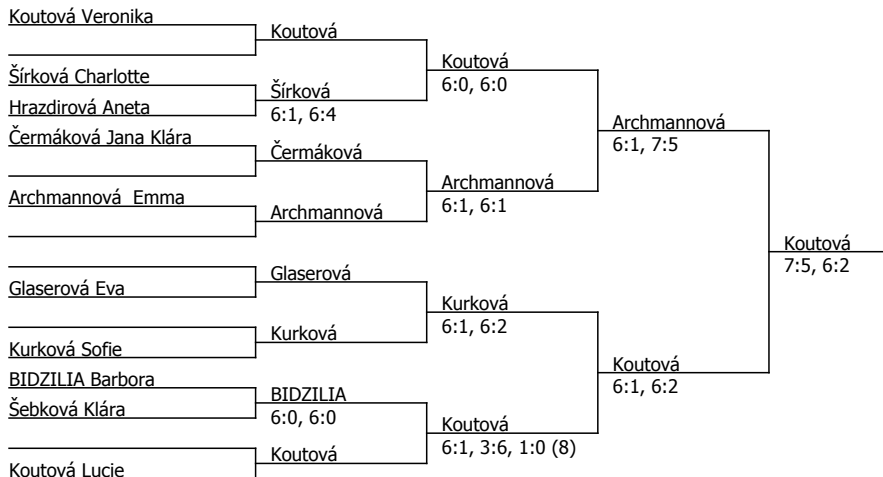 Koutová Veronika
Koutová
Koutová
6:0, 6:0
Šírková Charlotte
Šírková
6:1, 6:4
Hrazdirová Aneta
Archmannová
6:1, 7:5
Čermáková Jana Klára
Čermáková
Archmannová
6:1, 6:1
Archmannová  Emma
Archmannová
Koutová
7:5, 6:2
Glaserová
Glaserová Eva
Kurková
6:1, 6:2
Kurková
Kurková Sofie
Koutová
6:1, 6:2
BIDZILIA Barbora
BIDZILIA
6:0, 6:0
Šebková Klára
Koutová
6:1, 3:6, 1:0 (8)
Koutová
Koutová Lucie